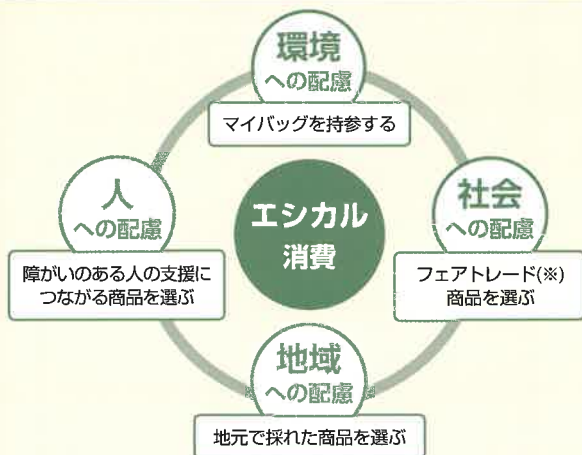 環境
への配慮
マイバッグを持参する
人
への配慮
障がいのある人の支援に
つながる商品を選ぶ
エシカル
消費
社会
への配慮
フェアトレード(※)
商品を選ぶ
地域
への配慮
地元で採れた商品を選ぶ